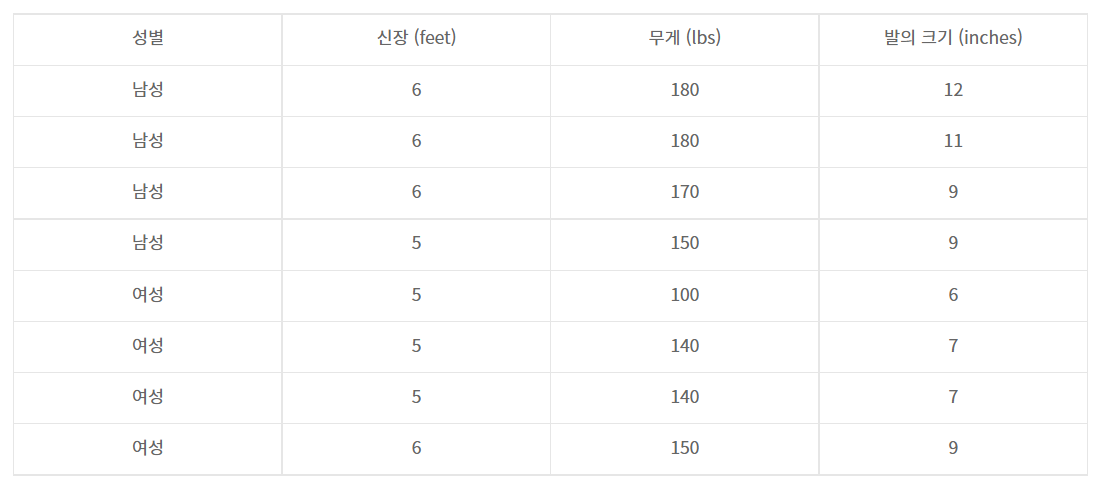 성별 신장 (feet) 무게 (lbs) 발의 크기 (inches)
남성 6 180 12
남성 6 180 11
남성 6 170 9
남성 5 150 9
여성 5 100 6
여성 5 140 7
여성 5 140 7
여성 6 150 9